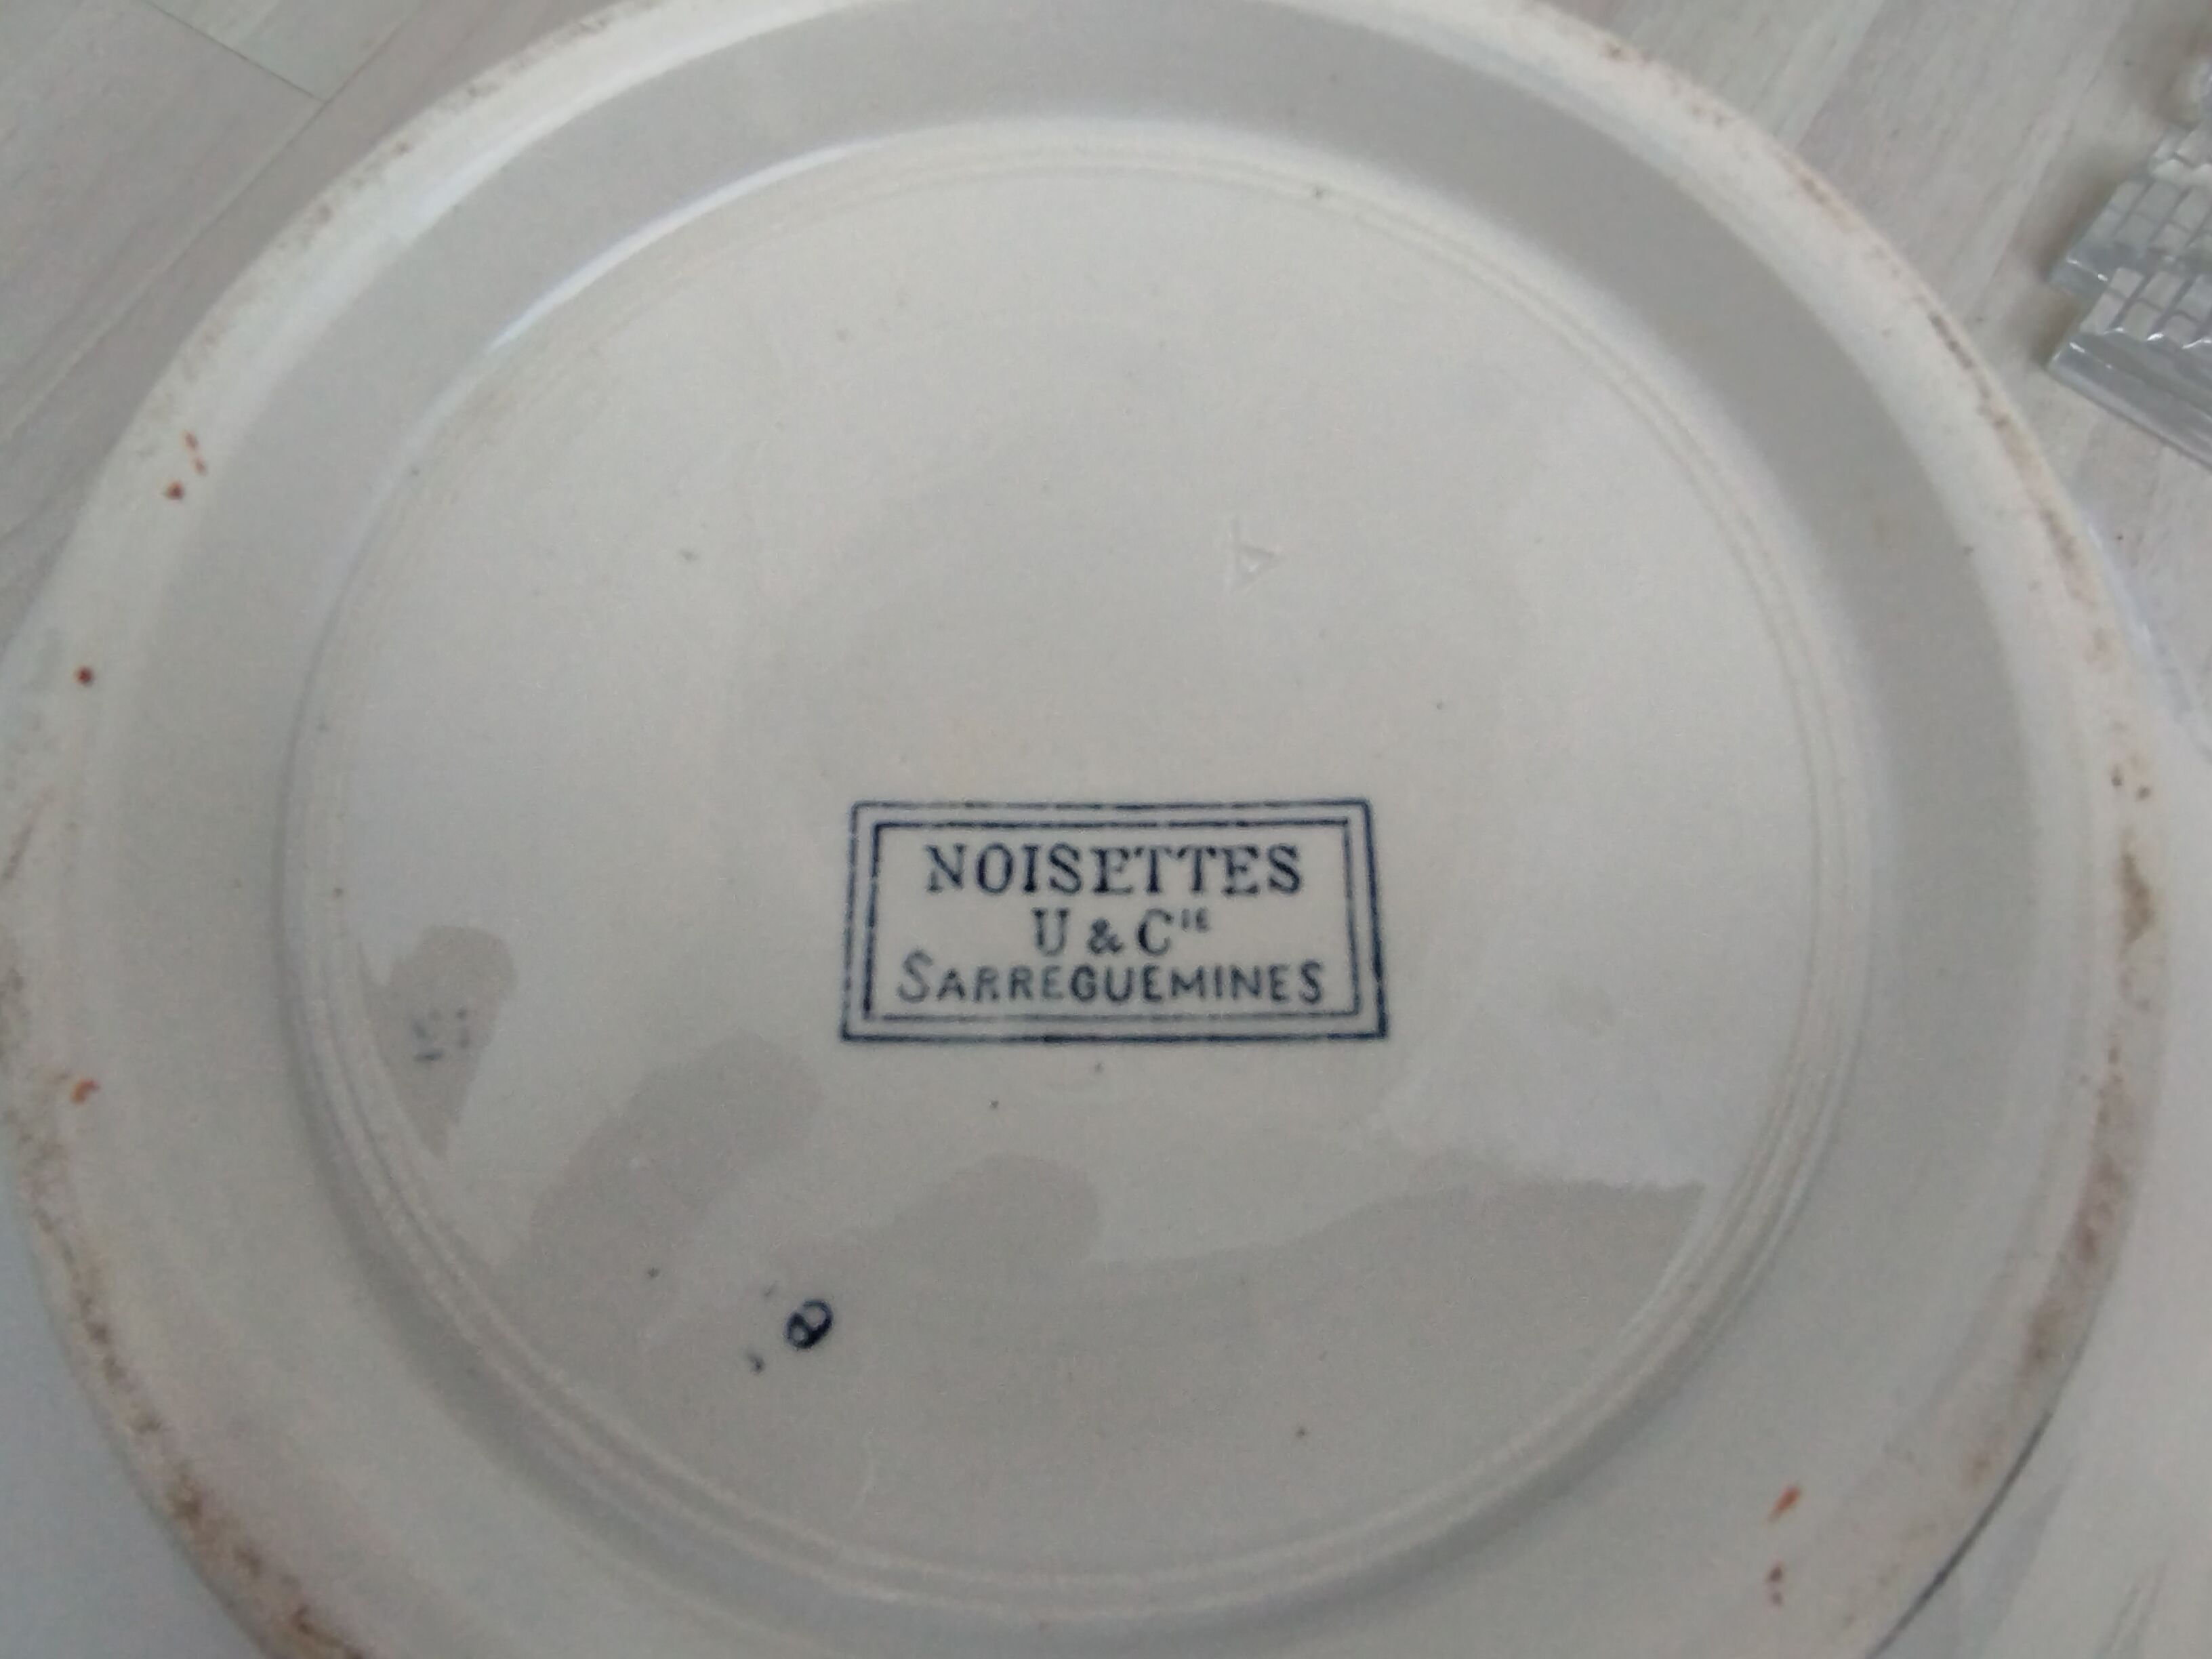 NOISETTES
U & Cie
SARREGUEMINES